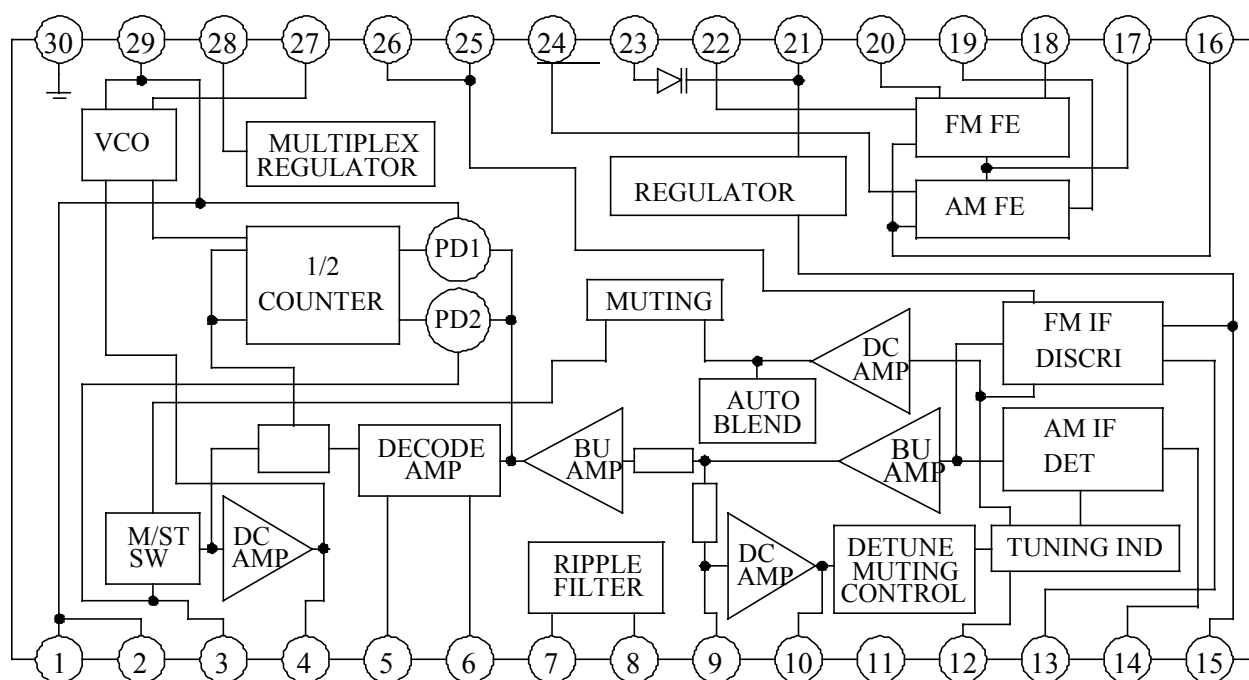 30 29 28 27 26 25 24 23 22 21 20 19 18 17 16
VCO
MULTIPLEX
REGULATOR
FM FE
REGULATOR
AM FE
1/2
COUNTER
PD1
PD2
MUTING
DC
AMP
FM IF
DISCRI
AUTO
BLEND
DECODE
AMP
BU
AMP
BU
AMP
AM IF
DET
M/ST
SW
DC
AMP
RIPPLE
FILTER
DC
AMP
DETUNE
MUTING
CONTROL
TUNING IND
1 2 3 4 5 6 7 8 9 10 11 12 13 14 15